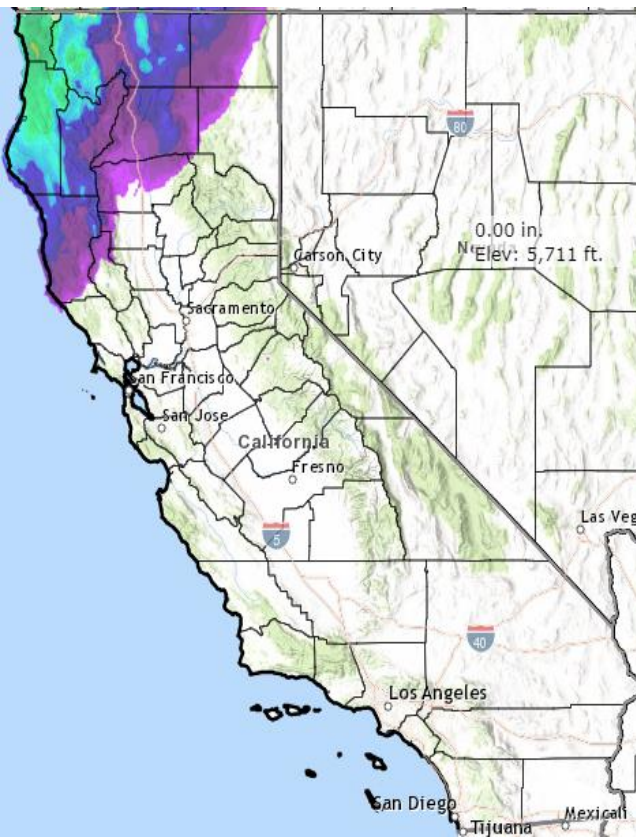 80
0.00 in.
Nevada
Elev: 5,711 ft.
Carson City
Sacramento
San Francisco
San Jose
California
Fresno
5
Las Veg
40
Los Angeles
San Diego
Tijuana
Mexicali